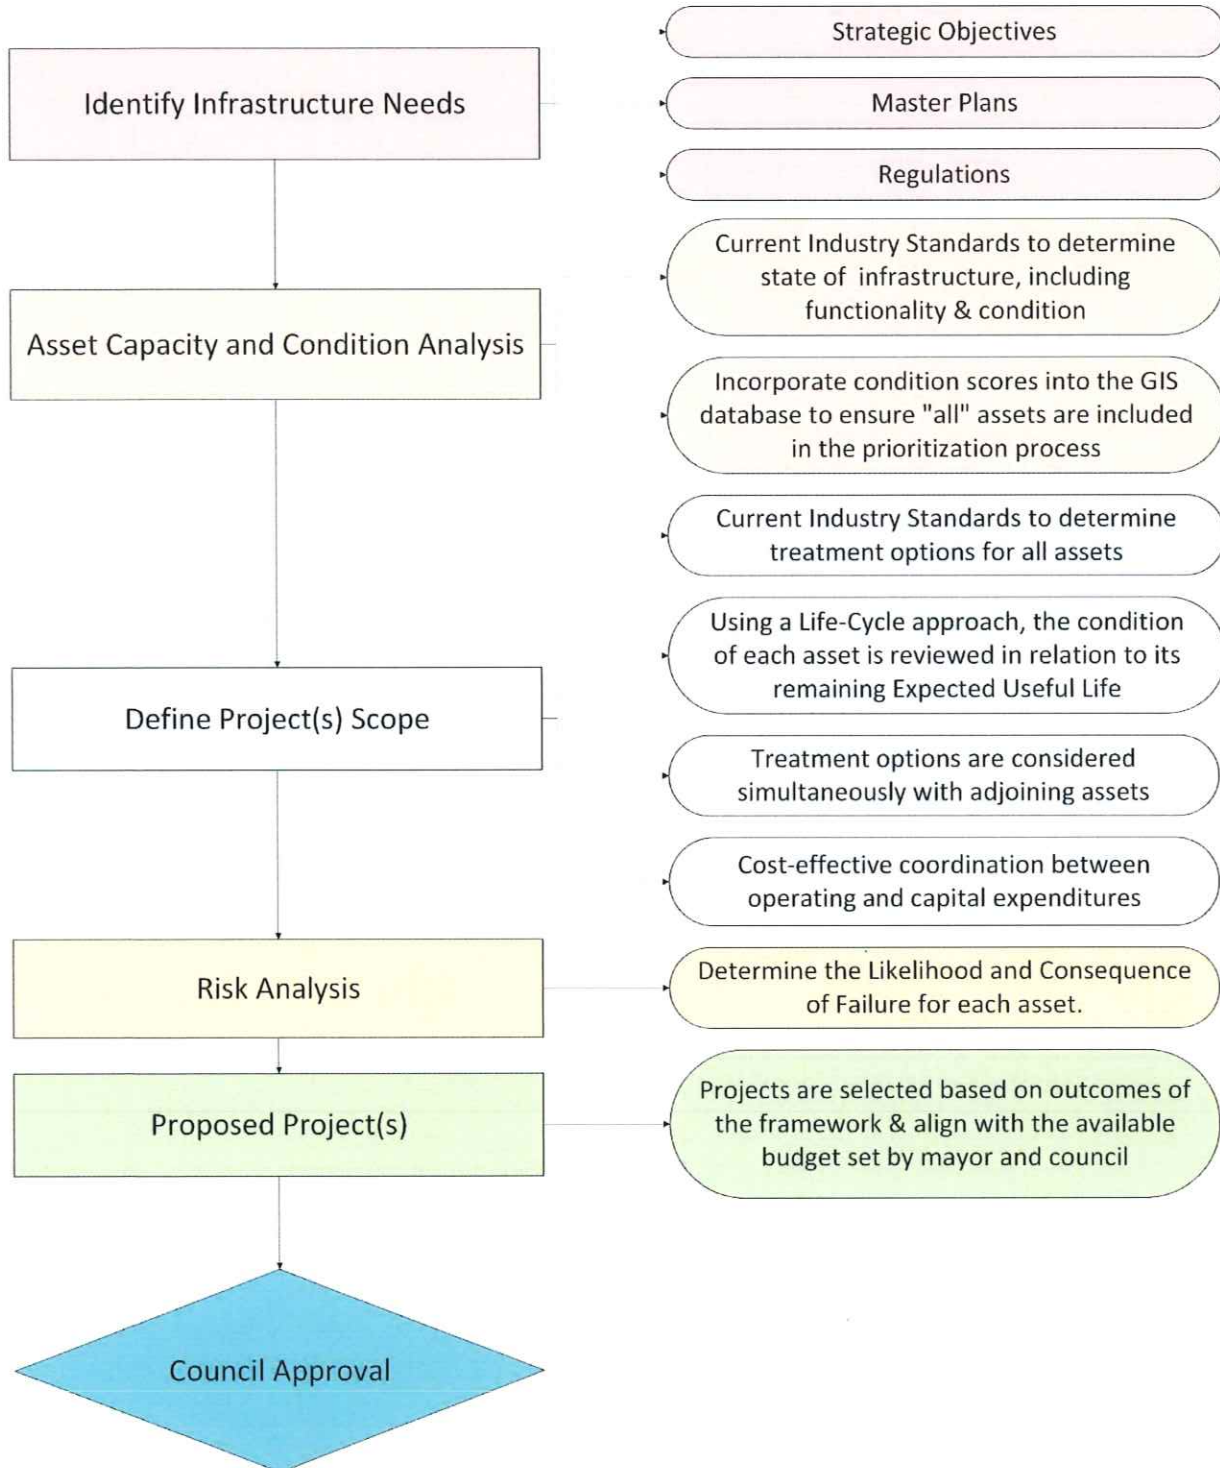 Identify Infrastructure Needs
Strategic Objectives
Master Plans
Regulations
Asset Capacity and Condition Analysis
Current Industry Standards to determine
state of infrastructure, including
functionality & condition
Incorporate condition scores into the GIS
database to ensure "all" assets are included
in the prioritization process
Define Project(s) Scope
Current Industry Standards to determine
treatment options for all assets
Using a Life-Cycle approach, the condition
of each asset is reviewed in relation to its
remaining Expected Useful Life
Treatment options are considered
simultaneously with adjoining assets
Cost-effective coordination between
operating and capital expenditures
Risk Analysis
Determine the Likelihood and Consequence
of Failure for each asset.
Proposed Project(s)
Projects are selected based on outcomes of
the framework & align with the available
budget set by mayor and council
Council Approval